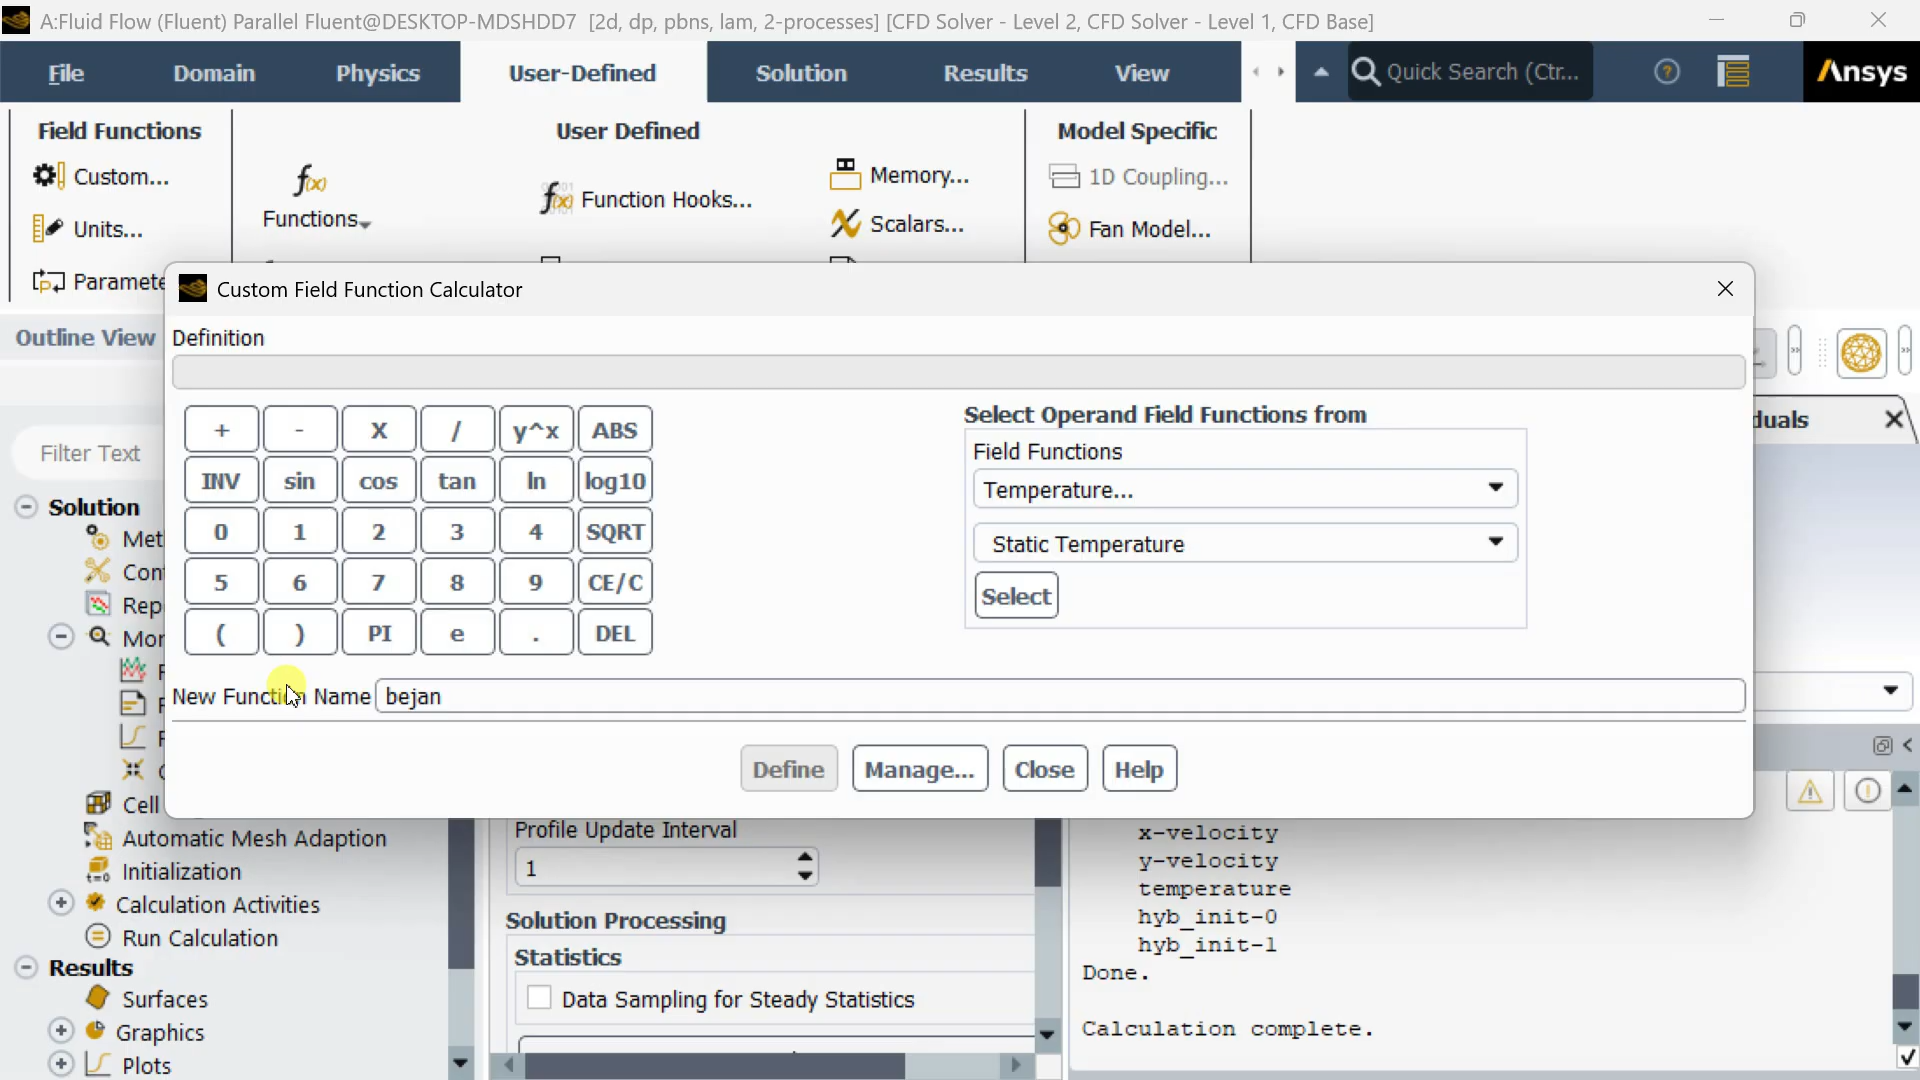 A:Fluid Flow (Fluent) Parallel Fluent@DESKTOP-MDSHDD7 [2d, dp, pbns, lam, 2-processes] [CFD Solver - Level 2, CFD Solver - Level 1, CFD Base]
File Domain Physics User-Defined Solution Results View Quick Search (Ctr... Ansys
Field Functions User Defined Model Specific
Custom... Memory... 1D Coupling...
Functions Function Hooks...
Units... Scalars... Fan Model...
Paramete
Custom Field Function Calculator
Outline View
Definition
Select Operand Field Functions from
+ - X / y^x ABS
duals
Field Functions
Filter Text
INV sin cos tan ln log10
Temperature...
Solution
0 1 2 3 4 SQRT
Static Temperature
Met
Con
5 6 7 8 9 CE/C
Select
Rep
( ) PI e . DEL
Mor
New Function Name bejan
Define Manage... Close Help
Cell
Automatic Mesh Adaption
Initialization
Calculation Activities
Run Calculation
Results
Surfaces
Graphics
Plots
Profile Update Interval
1
Solution Processing
Statistics
Data Sampling for Steady Statistics
x-velocity
y-velocity
temperature
hyb_init-0
hyb_init-1
Done.
Calculation complete.